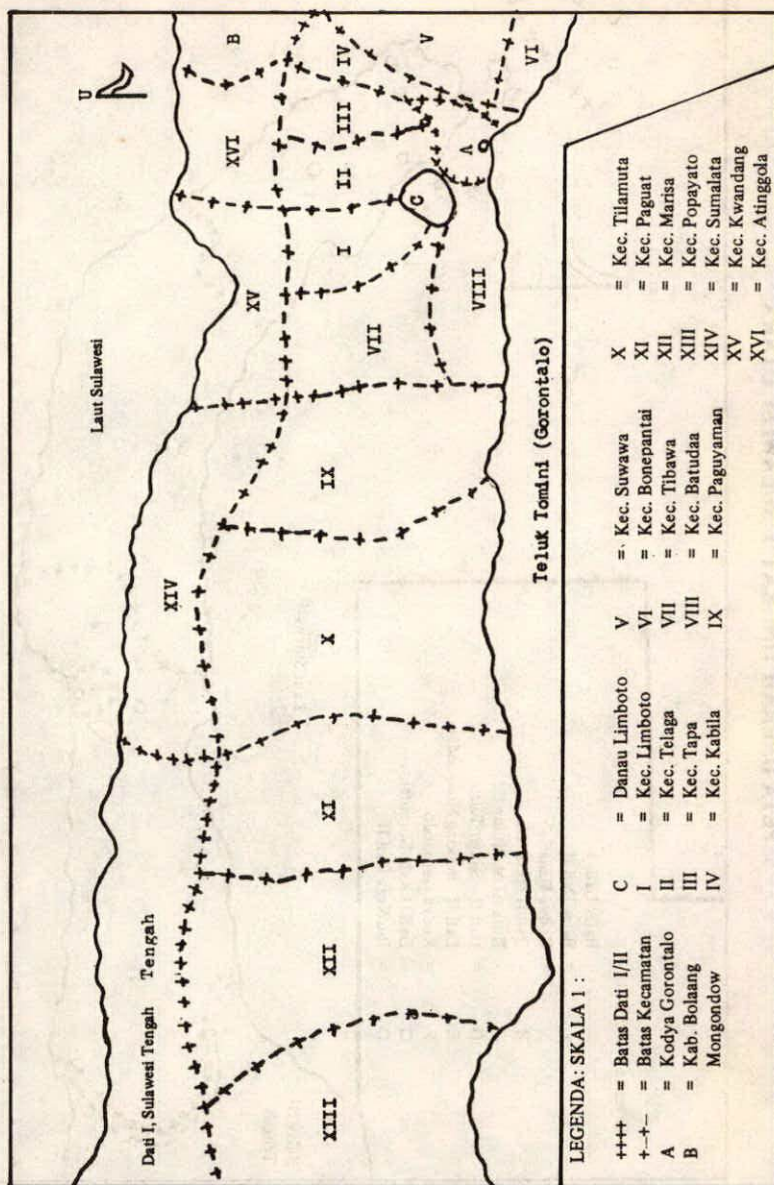 U
Laut Sulawesi
Dati I, Sulawesi Tengah Tengah
B
XVI
XV
XIV
IV
V
VI
III
II
I
A
C
VII
VIII
IX
X
XI
XII
XIII
Teluk Tomini (Gorontalo)
LEGENDA: SKALA 1 :
++++ = Batas Dati I/II
+-+- = Batas Kecamatan
A = Kodya Gorontalo
B = Kab. Bolaang
Mongondow
C = Danau Limboto
I = Kec. Limboto
II = Kec. Telaga
III = Kec. Tapa
IV = Kec. Kabila
V = Kec. Suwawa
VI = Kec. Bonepantai
VII = Kec. Tibawa
VIII = Kec. Batudaa
IX = Kec. Paguyaman
X = Kec. Tilamuta
XI = Kec. Paguat
XII = Kec. Marisa
XIII = Kec. Popayato
XIV = Kec. Sumalata
XV = Kec. Kwandang
XVI = Kec. Atinggola